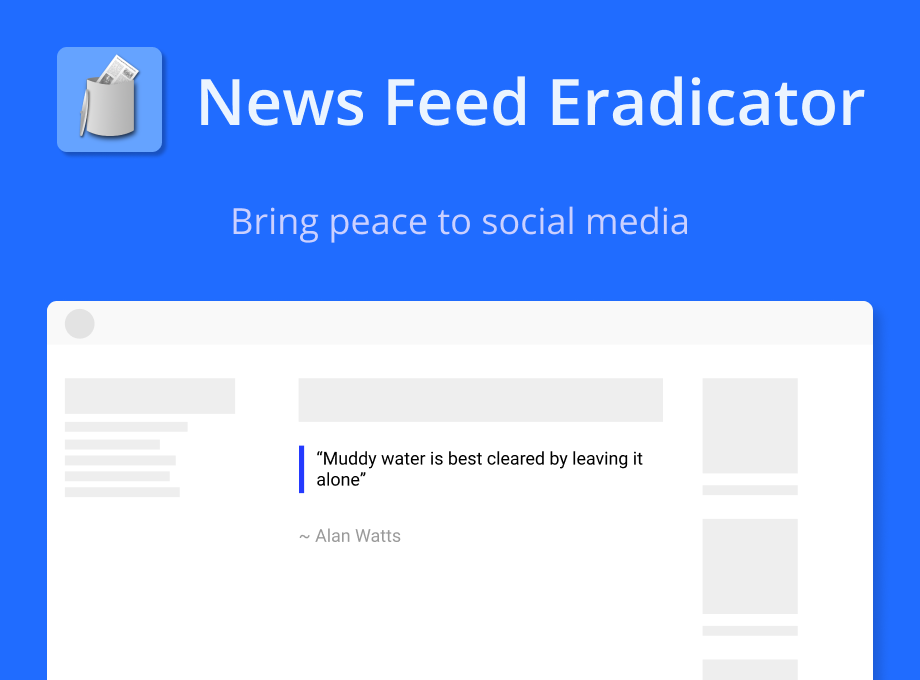 News Feed Eradicator
Bring peace to social media
“Muddy water is best cleared by leaving it
alone”
~ Alan Watts